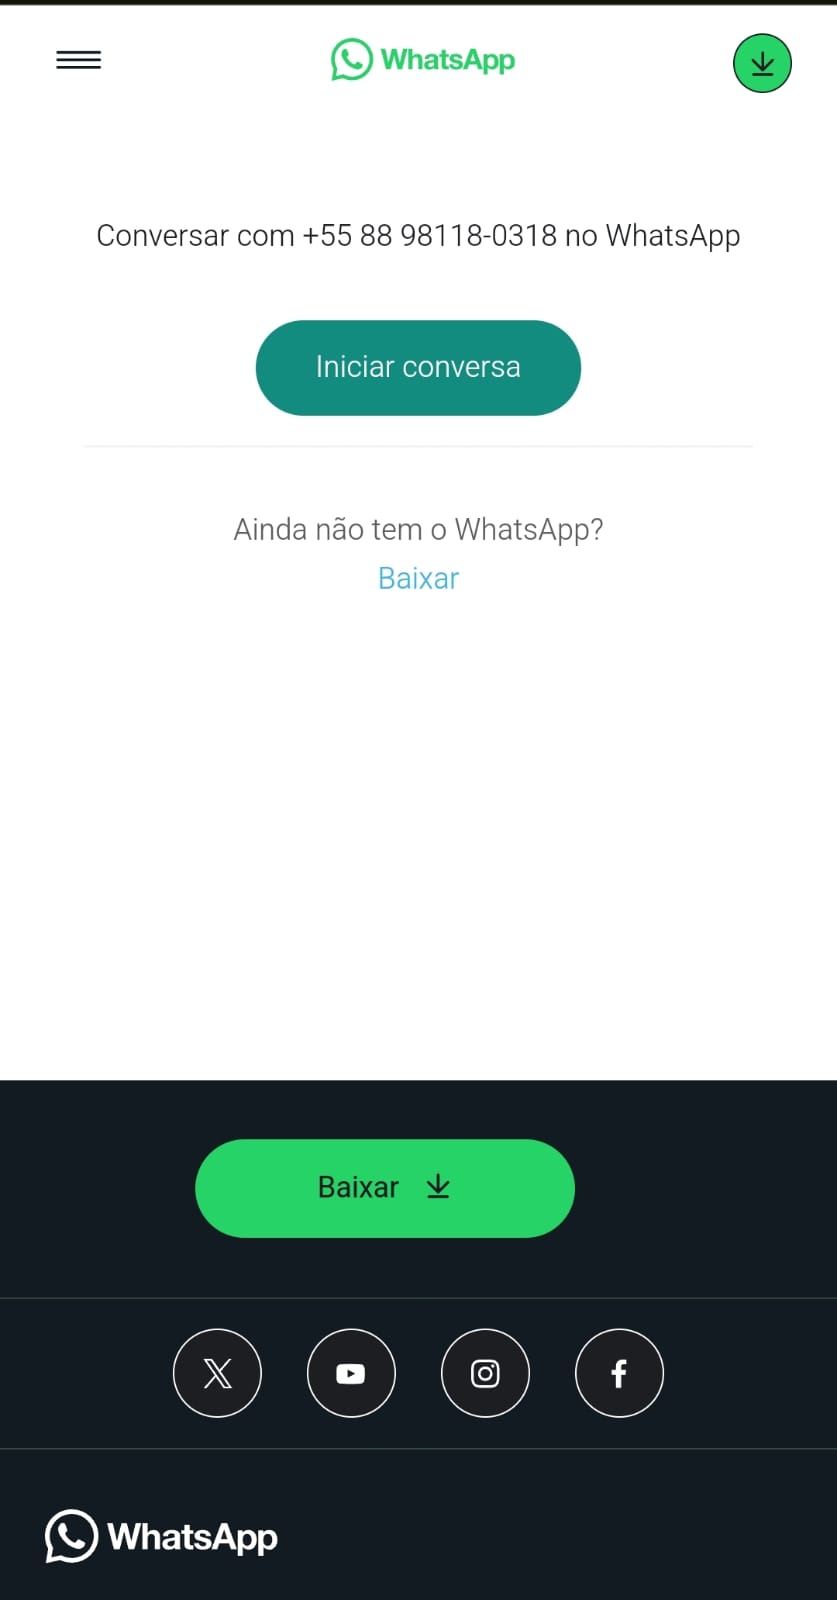 WhatsApp
Conversar com +55 88 98118-0318 no WhatsApp
Iniciar conversa
Ainda não tem o WhatsApp?
Baixar
Baixar
WhatsApp